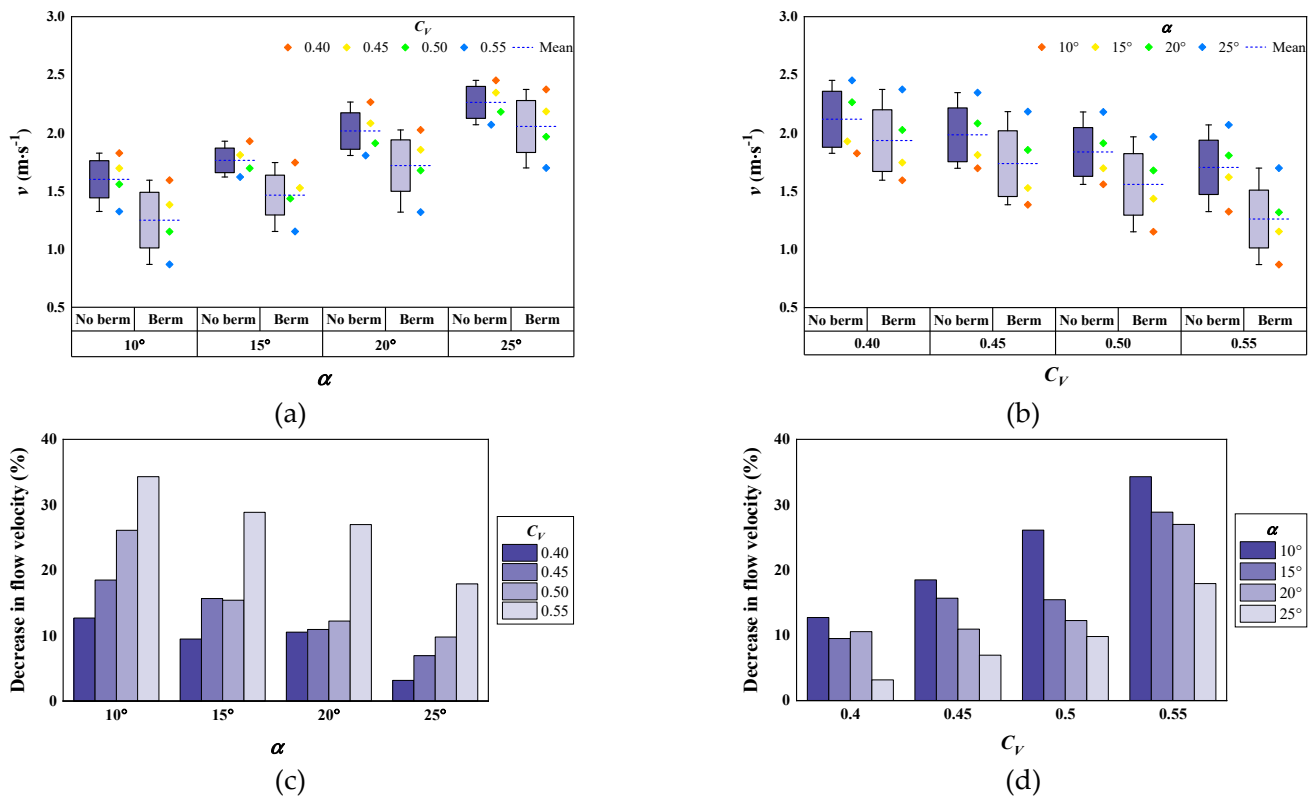 C_V
0.40 0.45 0.50 0.55 Mean
3.0
2.5
2.0
1.5
1.0
0.5
v (m·s⁻¹)
No berm Berm No berm Berm No berm Berm No berm Berm
10° 15° 20° 25°
α
(a)
α
10° 15° 20° 25° Mean
3.0
2.5
2.0
1.5
1.0
0.5
v (m·s⁻¹)
No berm Berm No berm Berm No berm Berm No berm Berm
0.40 0.45 0.50 0.55
C_V
(b)
40
30
20
10
0
Decrease in flow velocity (%)
10° 15° 20° 25°
α
C_V
0.40
0.45
0.50
0.55
(c)
40
30
20
10
0
Decrease in flow velocity (%)
0.4 0.45 0.5 0.55
C_V
α
10°
15°
20°
25°
(d)